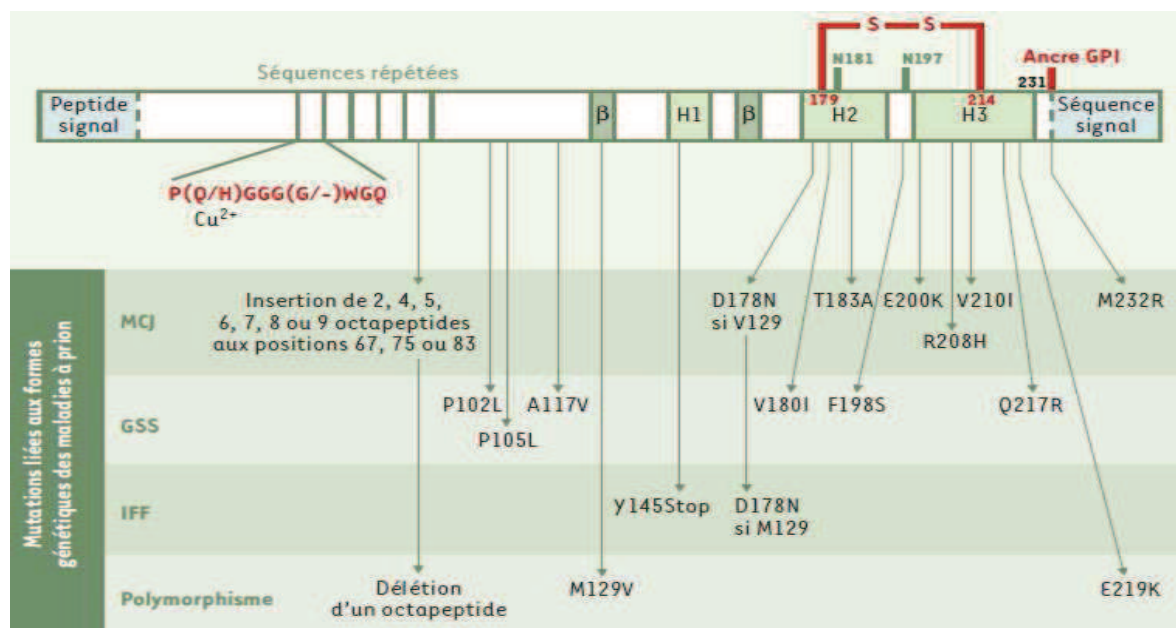 S S
N181 N197 Ancre GPI
Séquences répétées
231
Peptide
signal
β H1 β
179
H2
214
H3
Séquence
signal
P(Q/H)GGG(G/-)WGQ
Cu²⁺
Mutations liées aux formes
génétiques des maladies à prion
MCJ
Insertion de 2, 4, 5,
6, 7, 8 ou 9 octapeptides
aux positions 67, 75 ou 83
D178N
si V129
T183A E200K V210I M232R
R208H
GSS
P102L A117V V180I F198S Q217R
P105L
IFF
Y145Stop
D178N
si M129
Polymorphisme
Délétion
d'un octapeptide
M129V E219K